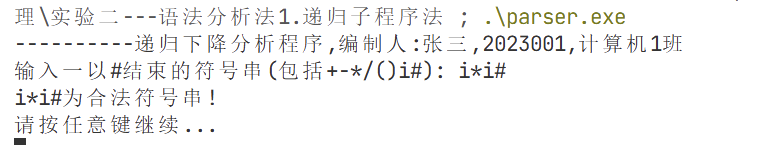 理\实验二---语法分析法1.递归子程序法 ; .\parser.exe
----------递归下降分析程序,编制人:张三,2023001,计算机1班
输入一以#结束的符号串(包括+-*/()i#): i*i#
i*i#为合法符号串!
请按任意键继续...